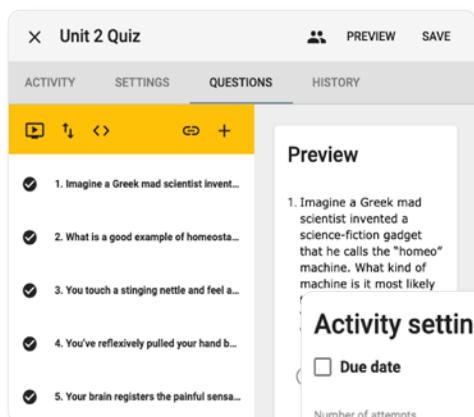 Unit 2 Quiz
PREVIEW
SAVE
ACTIVITY
SETTINGS
QUESTIONS
HISTORY
1. Imagine a Greek mad scientist invent...
2. What is a good example of homeosta...
3. You touch a stinging nettle and feel a...
4. You've reflexively pulled your hand b...
5. Your brain registers the painful sensa...
Preview
1. Imagine a Greek mad
scientist invented a
science-fiction gadget
that he calls the "homeo"
machine. What kind of
machine is it most likely
Activity settin
Due date
Number of attempts